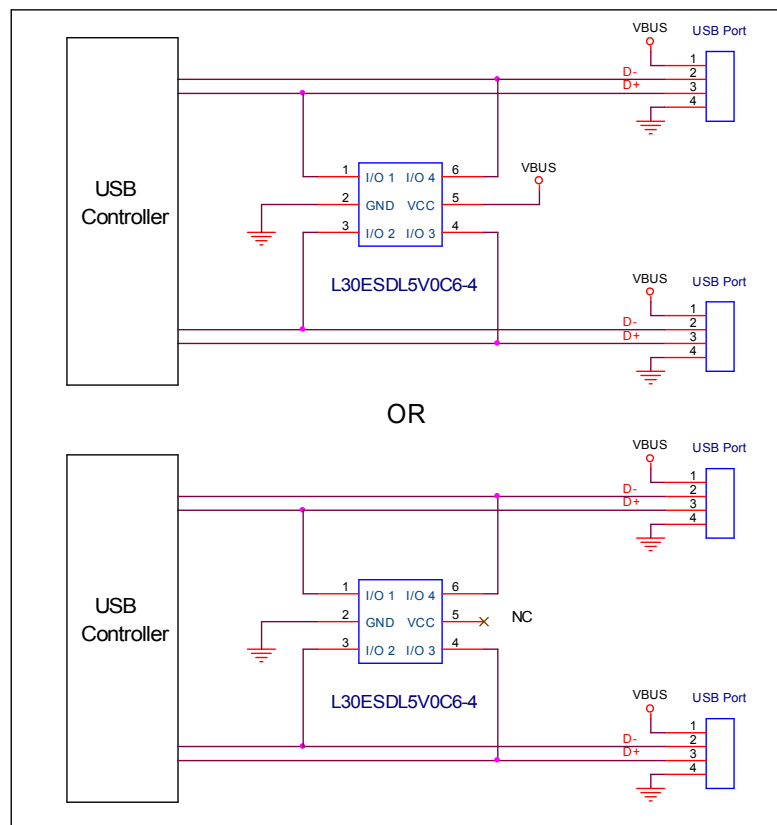 VBUS USB Port
1
D- 2
D+ 3
4
USB
Controller
1 I/O 1 I/O 4 6 VBUS
2 GND VCC 5
3 I/O 2 I/O 3 4
L30ESDL5V0C6-4
VBUS USB Port
1
D- 2
D+ 3
4
OR
VBUS USB Port
1
D- 2
D+ 3
4
USB
Controller
1 I/O 1 I/O 4 6
2 GND VCC 5 NC
3 I/O 2 I/O 3 4
L30ESDL5V0C6-4
VBUS USB Port
1
D- 2
D+ 3
4